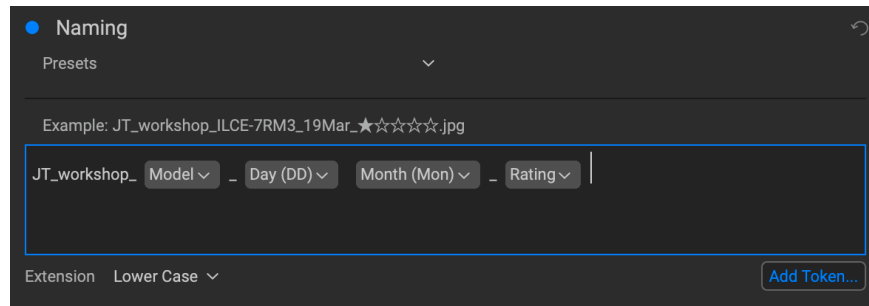 Naming
Presets
Example: JT_workshop_ILCE-7RM3_19Mar_★☆☆☆☆.jpg
JT_workshop_ Model _ Day (DD) Month (Mon) _ Rating
Extension Lower Case Add Token...